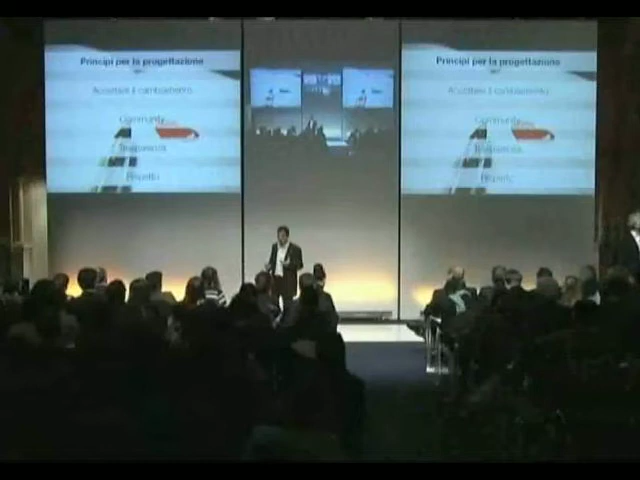 Principi per la progettazione
Accettare il cambiamento
Community
Trasparenza
Rispetto
Principi per la progettazione
Accettare il cambiamento
Community
Trasparenza
Rispetto